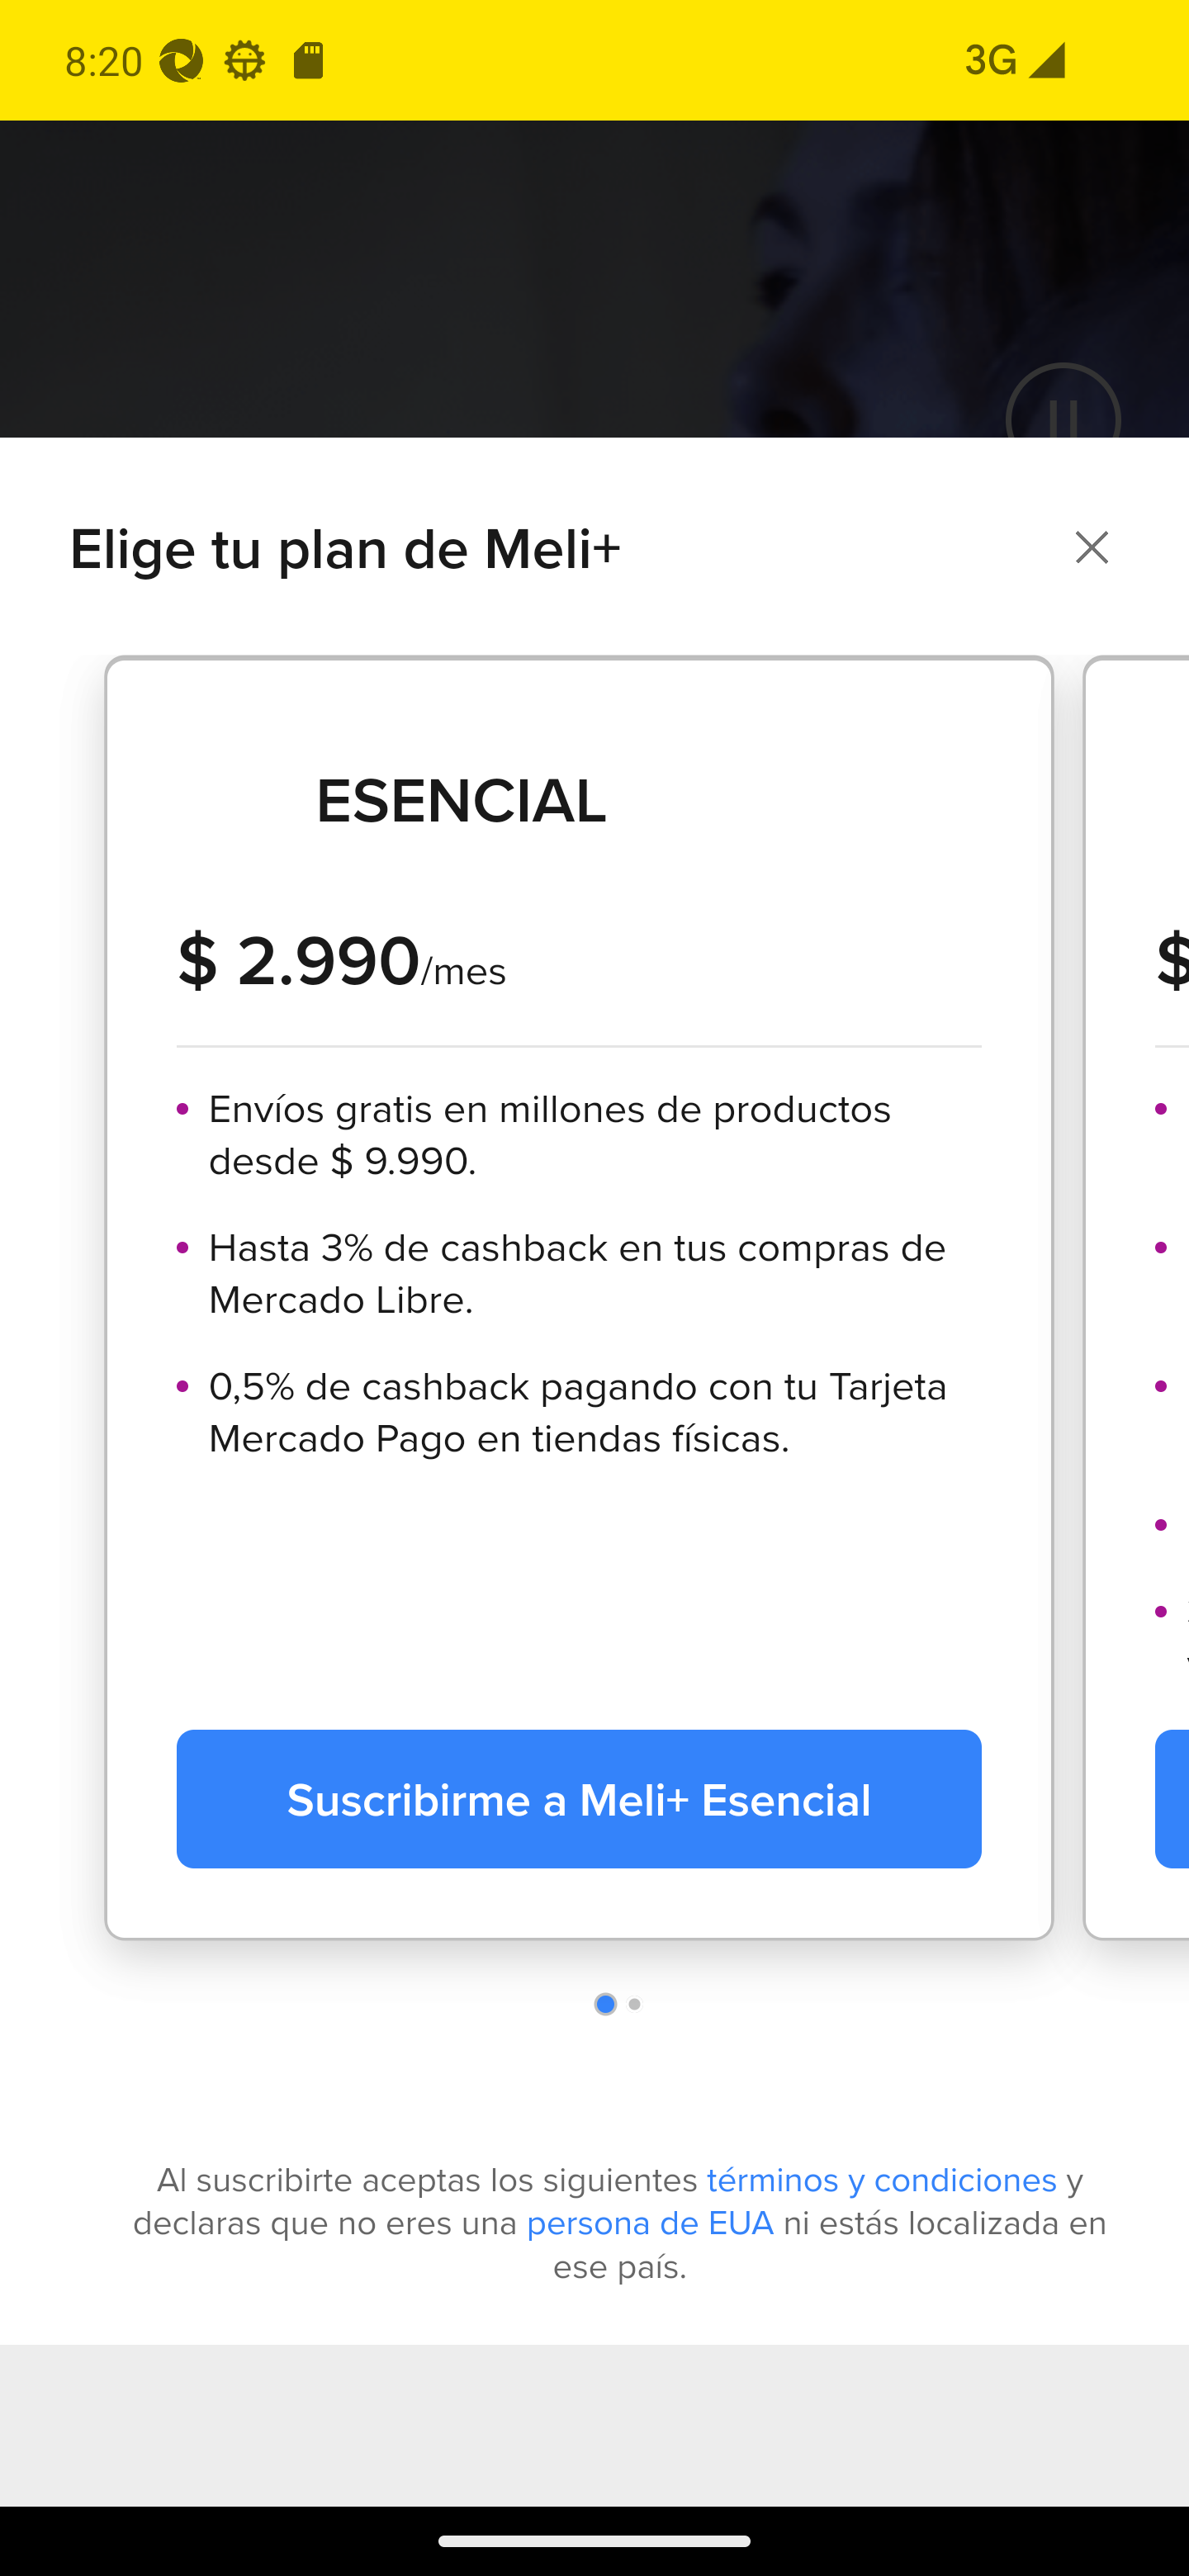 8:20
3G
Elige tu plan de Meli+
ESENCIAL
$ 2.990/mes
$
• Envíos gratis en millones de productos
desde $ 9.990.
• Hasta 3% de cashback en tus compras de
Mercado Libre.
• 0,5% de cashback pagando con tu Tarjeta
Mercado Pago en tiendas físicas.
Suscribirme a Meli+ Esencial
Al suscribirte aceptas los siguientes términos y condiciones y
declaras que no eres una persona de EUA ni estás localizada en
ese país.